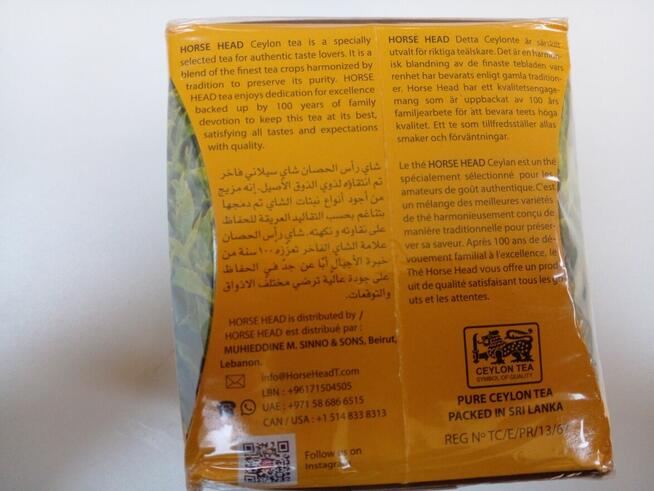 HORSE HEAD Ceylon tea is a specially
selected tea for authentic taste lovers. It is a
blend of the finest tea crops harmonized by
tradition to preserve its purity. HORSE
HEAD tea enjoys dedication for excellence
backed up by 100 years of family
devotion to keep this tea at its best,
satisfying all tastes and expectations
with quality.
شاي رأس الحصان شاي سيلاني فاخر
تم انتقاؤه لذوي الذوق الأصيل. إنه مزيج
من أجود أنواع نبتات الشاي تم دمجها
بتناغم بحسب التقاليد العريقة للحفاظ
على نقاوته و نكهته. شاي رأس الحصان
علامة الشاي الفاخر تعززه ١٠٠ سنة من
خبرة الأجيال أبًا عن جد في الحفاظ
على جودة عالية ترضي مختلف الاذواق
والتوقعات.
HORSE HEAD is distributed by /
HORSE HEAD est distribué par :
MUHIEDDINE M. SINNO & SONS, Beirut,
Lebanon.
info@HorseHeadT.com
LBN : +96171504505
UAE : +971 58 686 6515
CAN / USA : +1 514 833 8313
Follow us on
Instagram
HORSE HEAD Detta Ceylonte är särskilt
utvalt för riktiga teälskare. Det är en harmon-
isk blandning av de finaste tebladen vars
renhet har bevarats enligt gamla tradition-
er. Horse Head har ett kvalitetsengage-
mang som är uppbackat av 100 års
familjearbete för att bevara teets höga
kvalitet. Ett te som tillfredsställer allas
smaker och förväntningar.
Le thé HORSE HEAD Ceylan est un thé
spécialement sélectionné pour les
amateurs de goût authentique. C'est
un mélange des meilleures variétés
de thé harmonieusement conçu de
manière traditionnelle pour préser-
ver sa saveur. Après 100 ans de dé-
vouement familial à l'excellence, le
Thé Horse Head vous offre un prod
uit de qualité satisfaisant tous les go
uts et les attentes.
CEYLON TEA
SYMBOL OF QUALITY
PURE CEYLON TEA
PACKED IN SRI LANKA
REG Nº TC/E/PR/13/67